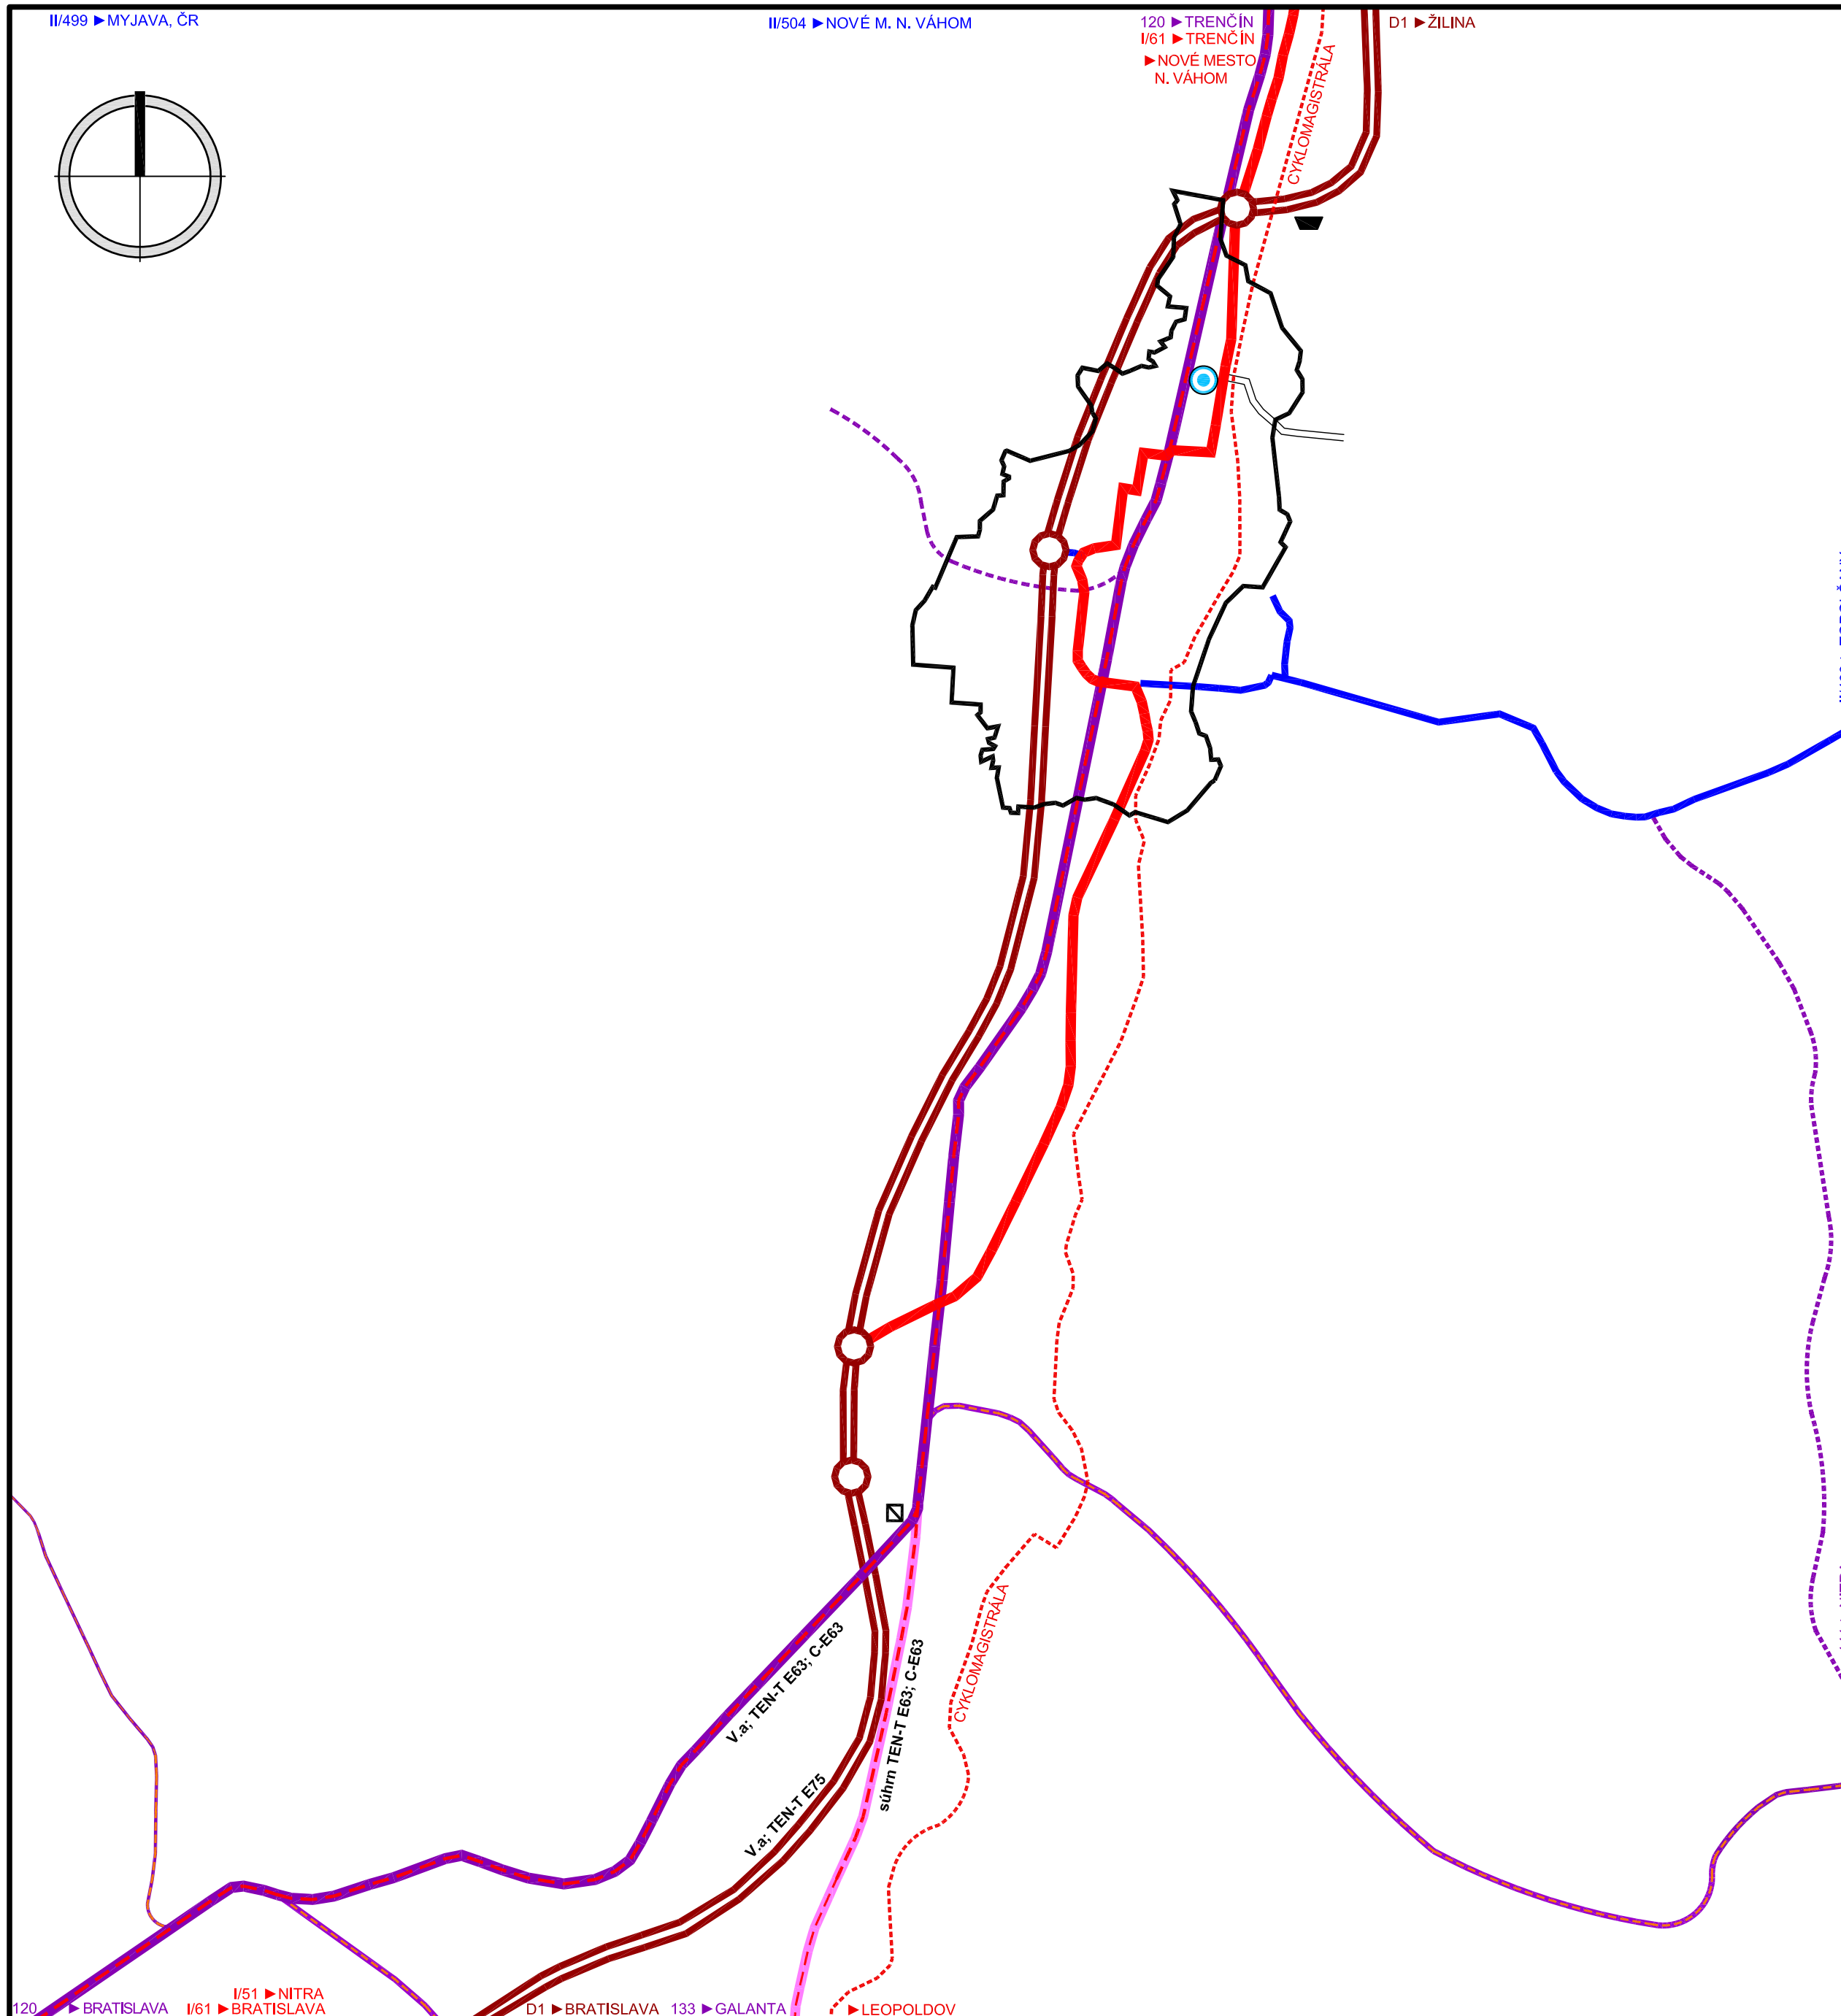 II/499 ►MYJAVA, ČR
II/504 ►NOVÉ M. N. VÁHOM
120 ►TRENČÍN
I/61 ►TRENČÍN
►NOVÉ MESTO
N. VÁHOM
D1 ►ŽILINA
CYKLOMAGISTRÁLA
V.a; TEN-T E63; C-E63
V.a; TEN-T E75
súhrn TEN-T E63; C-E63
CYKLOMAGISTRÁLA
I/51 ►NITRA
120 ►BRATISLAVA
I/61 ►BRATISLAVA
D1 ►BRATISLAVA
133 ►GALANTA
►LEOPOLDOV